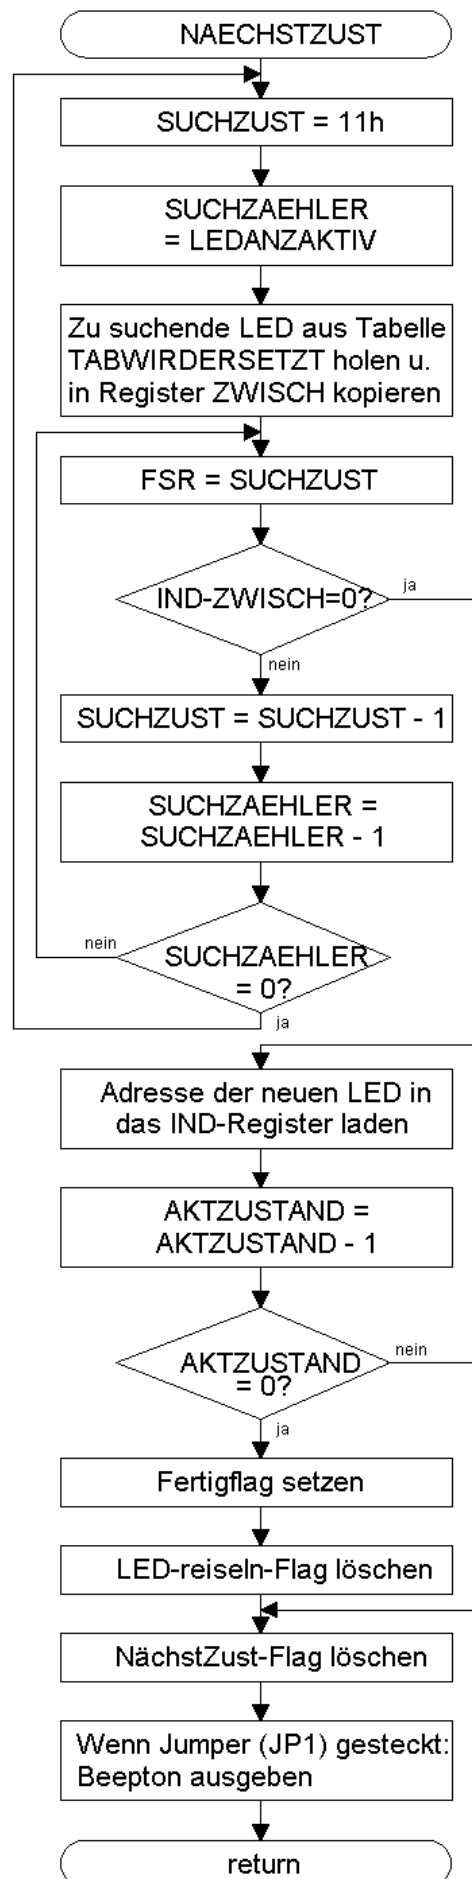 NAECHSTZUST
SUCHZUST = 11h
SUCHZAEHLER
= LEDANZAKTIV
Zu suchende LED aus Tabelle
TABWIRDERSETZT holen u.
in Register ZWISCH kopieren
FSR = SUCHZUST
IND-ZWISCH=0?
ja
nein
SUCHZUST = SUCHZUST - 1
SUCHZAEHLER =
SUCHZAEHLER - 1
nein
SUCHZAEHLER
= 0?
ja
Adresse der neuen LED in
das IND-Register laden
AKTZUSTAND =
AKTZUSTAND - 1
nein
AKTZUSTAND
= 0?
ja
Fertigflag setzen
LED-reiseln-Flag löschen
NächstZust-Flag löschen
Wenn Jumper (JP1) gesteckt:
Beepton ausgeben
return